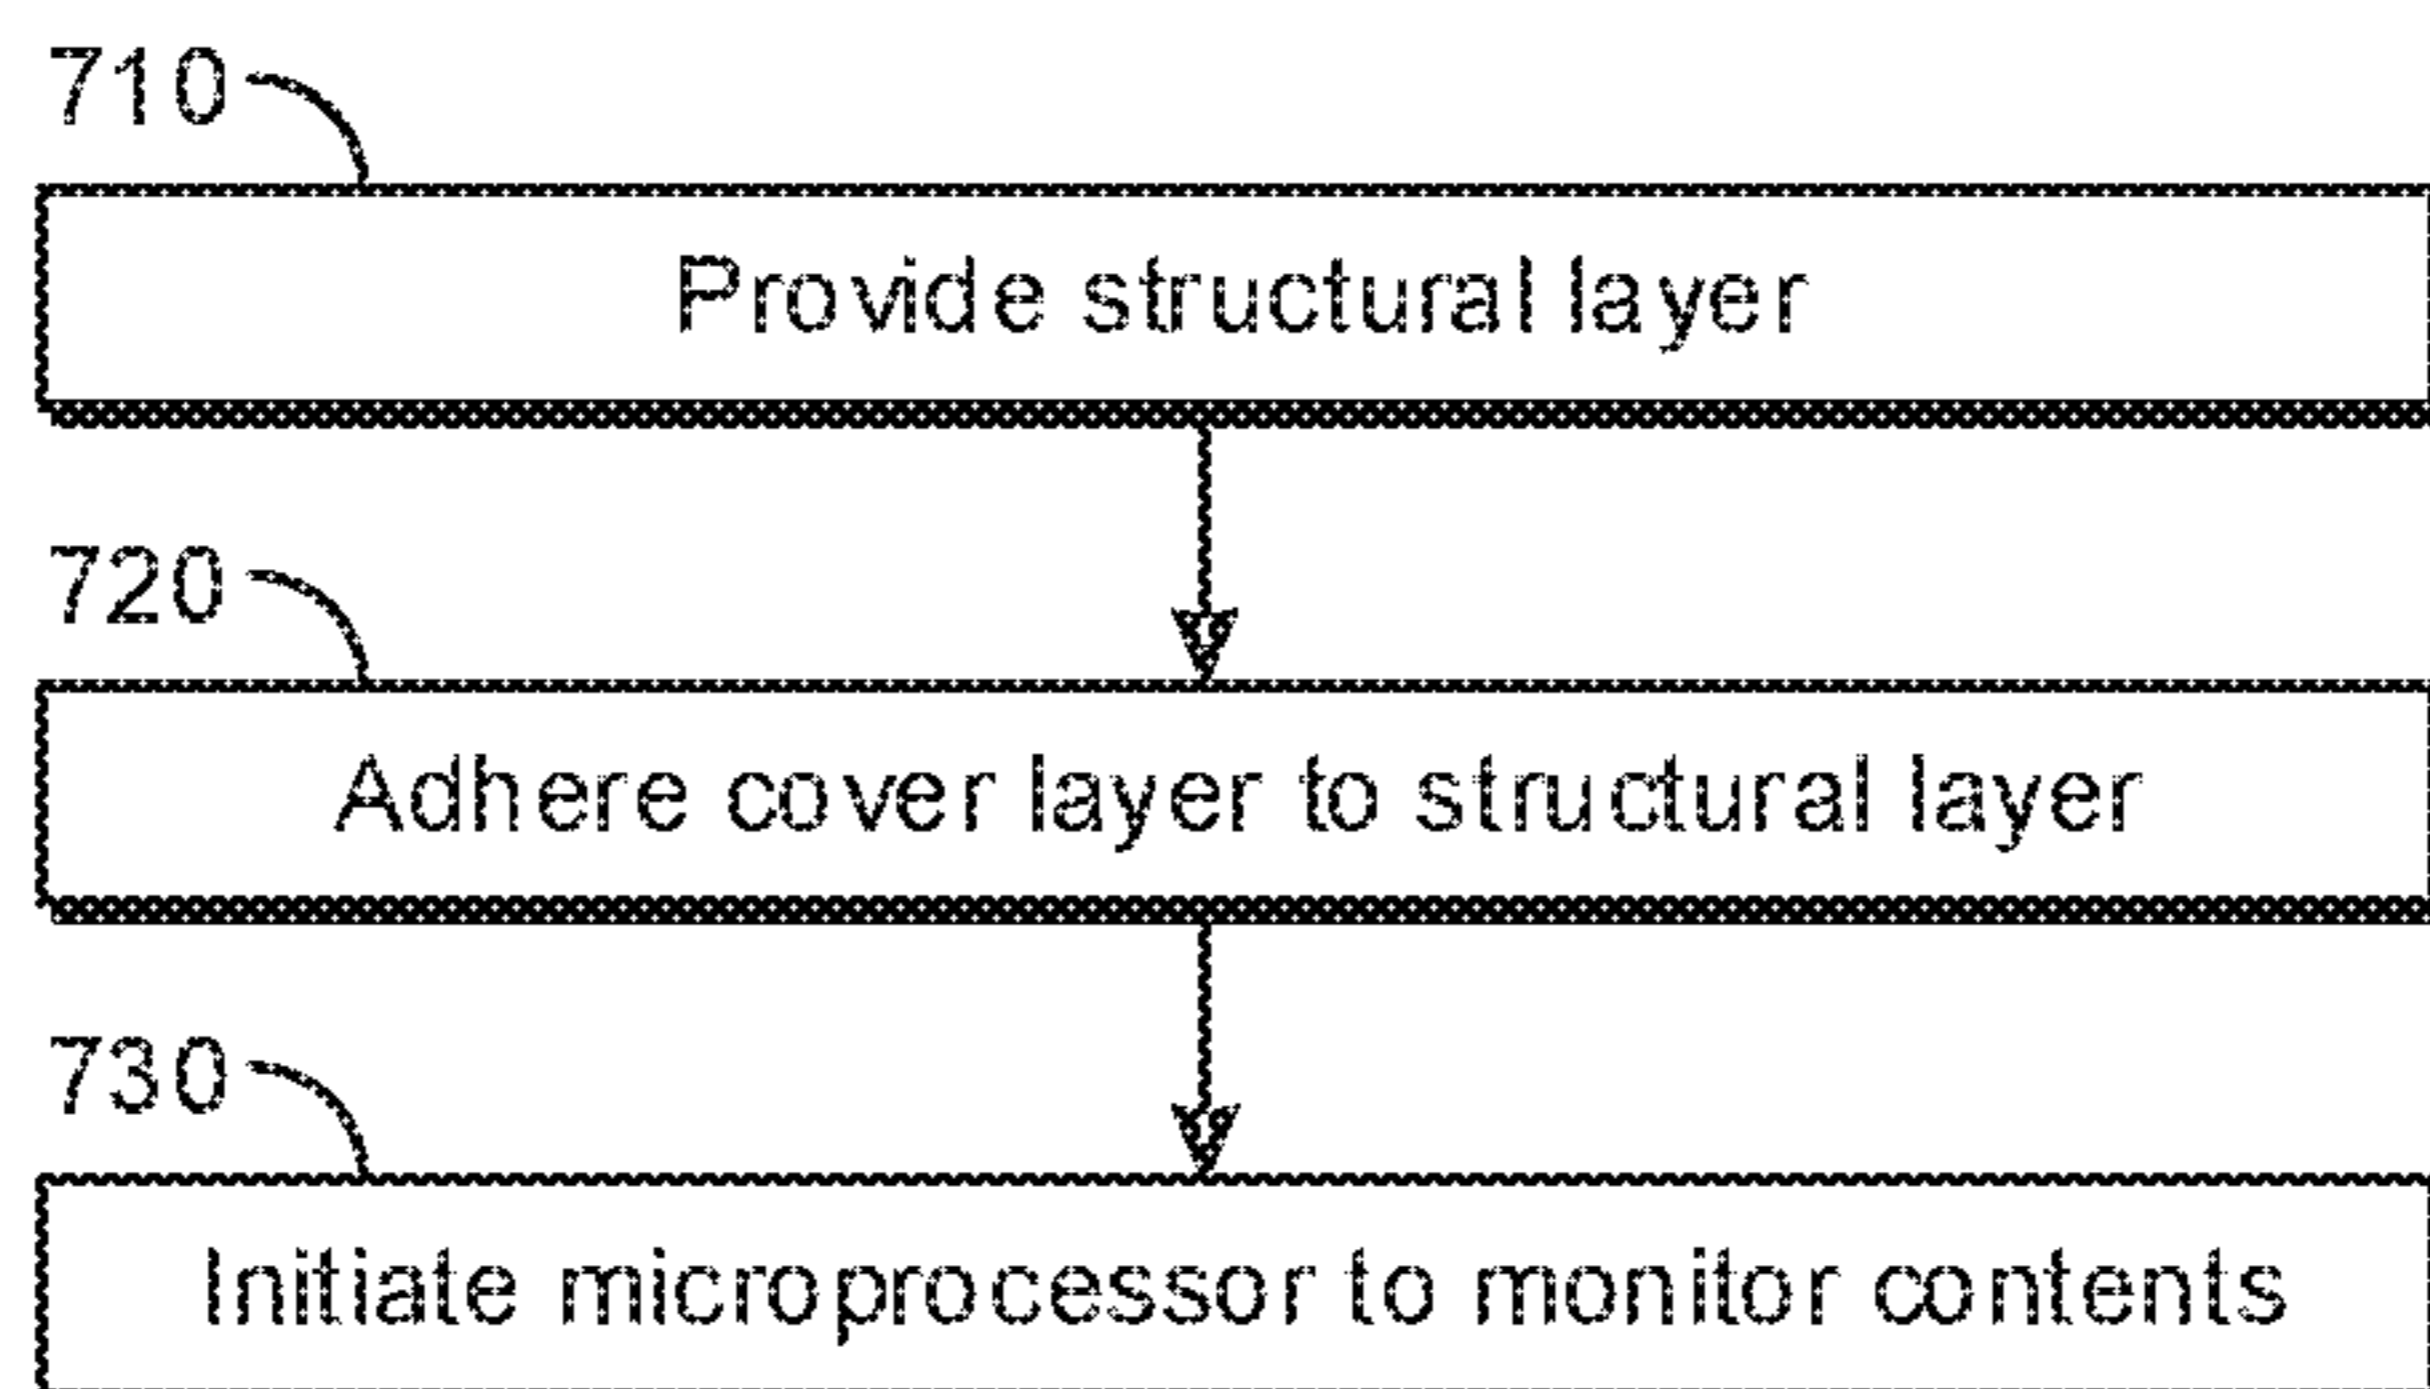 710
Provide structural layer
720
Adhere cover layer to structural layer
730
Initiate microprocessor to monitor contents